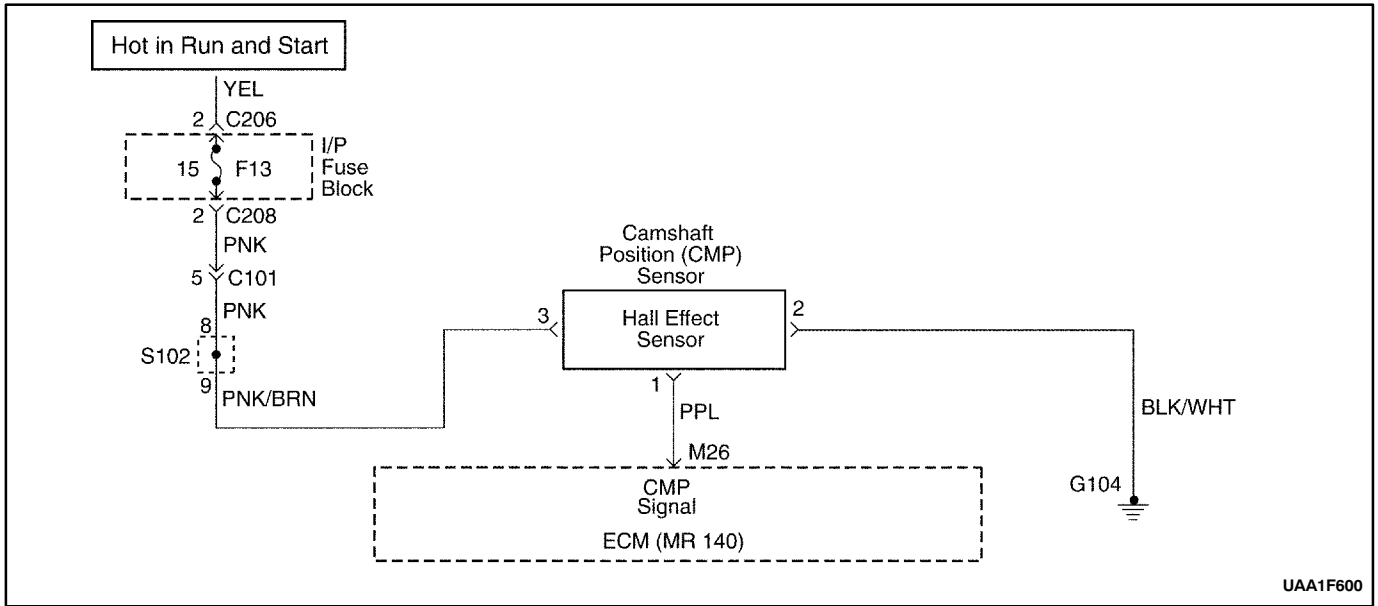 Hot in Run and Start
YEL
2 C206
15 F13
I/P
Fuse
Block
2 C208
PNK
5 C101
PNK
8
S102
9
PNK/BRN
Camshaft
Position (CMP)
Sensor
3
Hall Effect
Sensor
2
1
PPL
M26
BLK/WHT
G104
CMP
Signal
ECM (MR 140)
UAA1F600